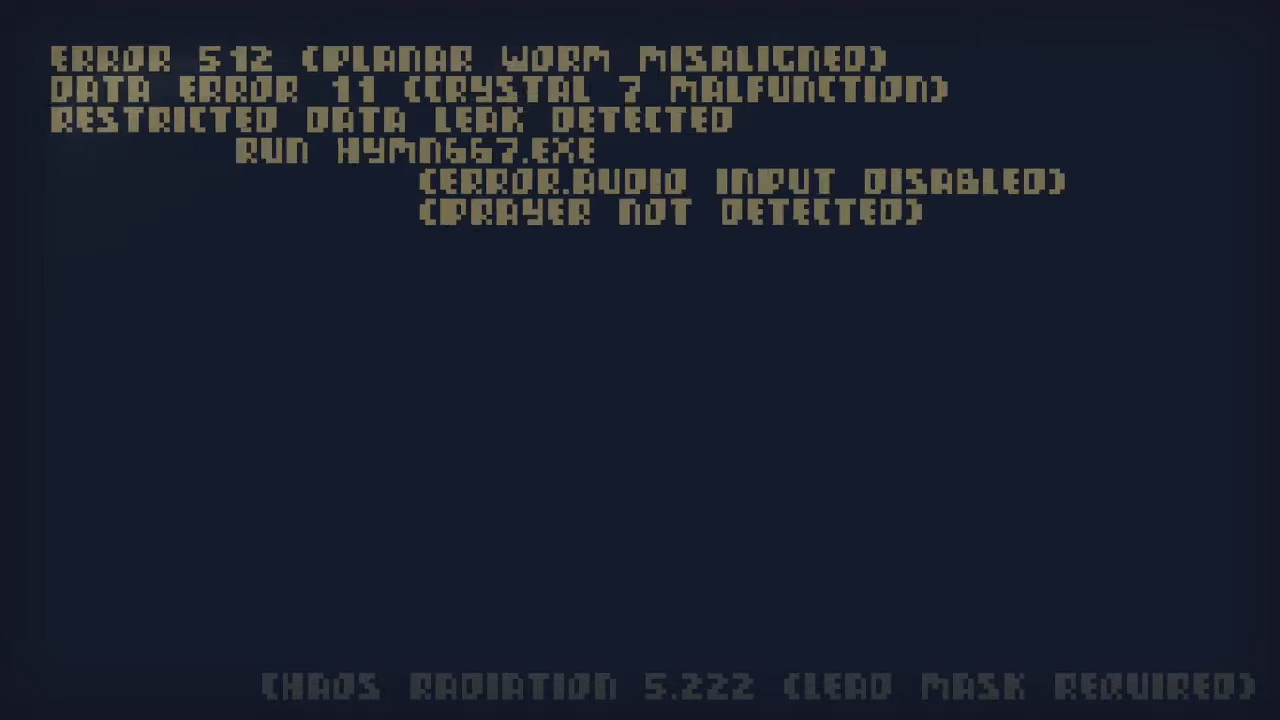 ERROR 512 (PLANAR WORM MISALIGNED)
DATA ERROR 11 (CRYSTAL 7 MALFUNCTION)
RESTRICTED DATA LEAK DETECTED
RUN HYMN667.EXE
(ERROR.AUDIO INPUT DISABLED)
(PRAYER NOT DETECTED)
CHAOS RADIATION 5.222 (LEAD MASK REQUIRED)